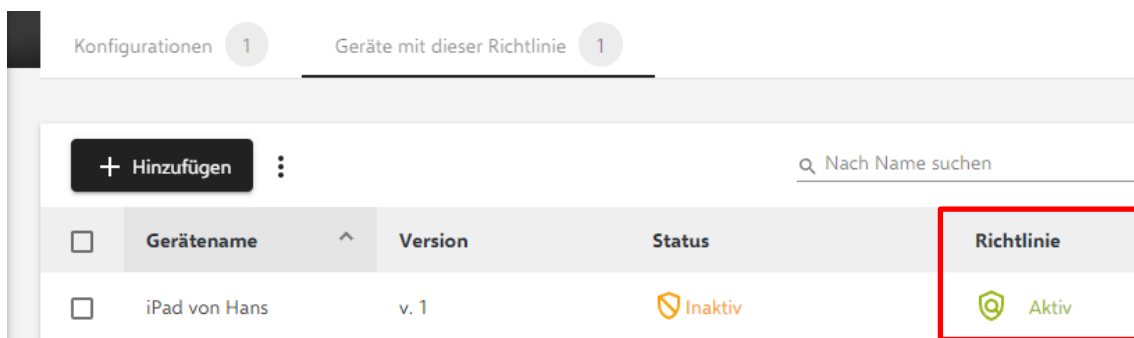 Konfigurationen 1 Geräte mit dieser Richtlinie 1
+ Hinzufügen Nach Name suchen
Gerätename Version Status Richtlinie
iPad von Hans v. 1 Inaktiv Aktiv